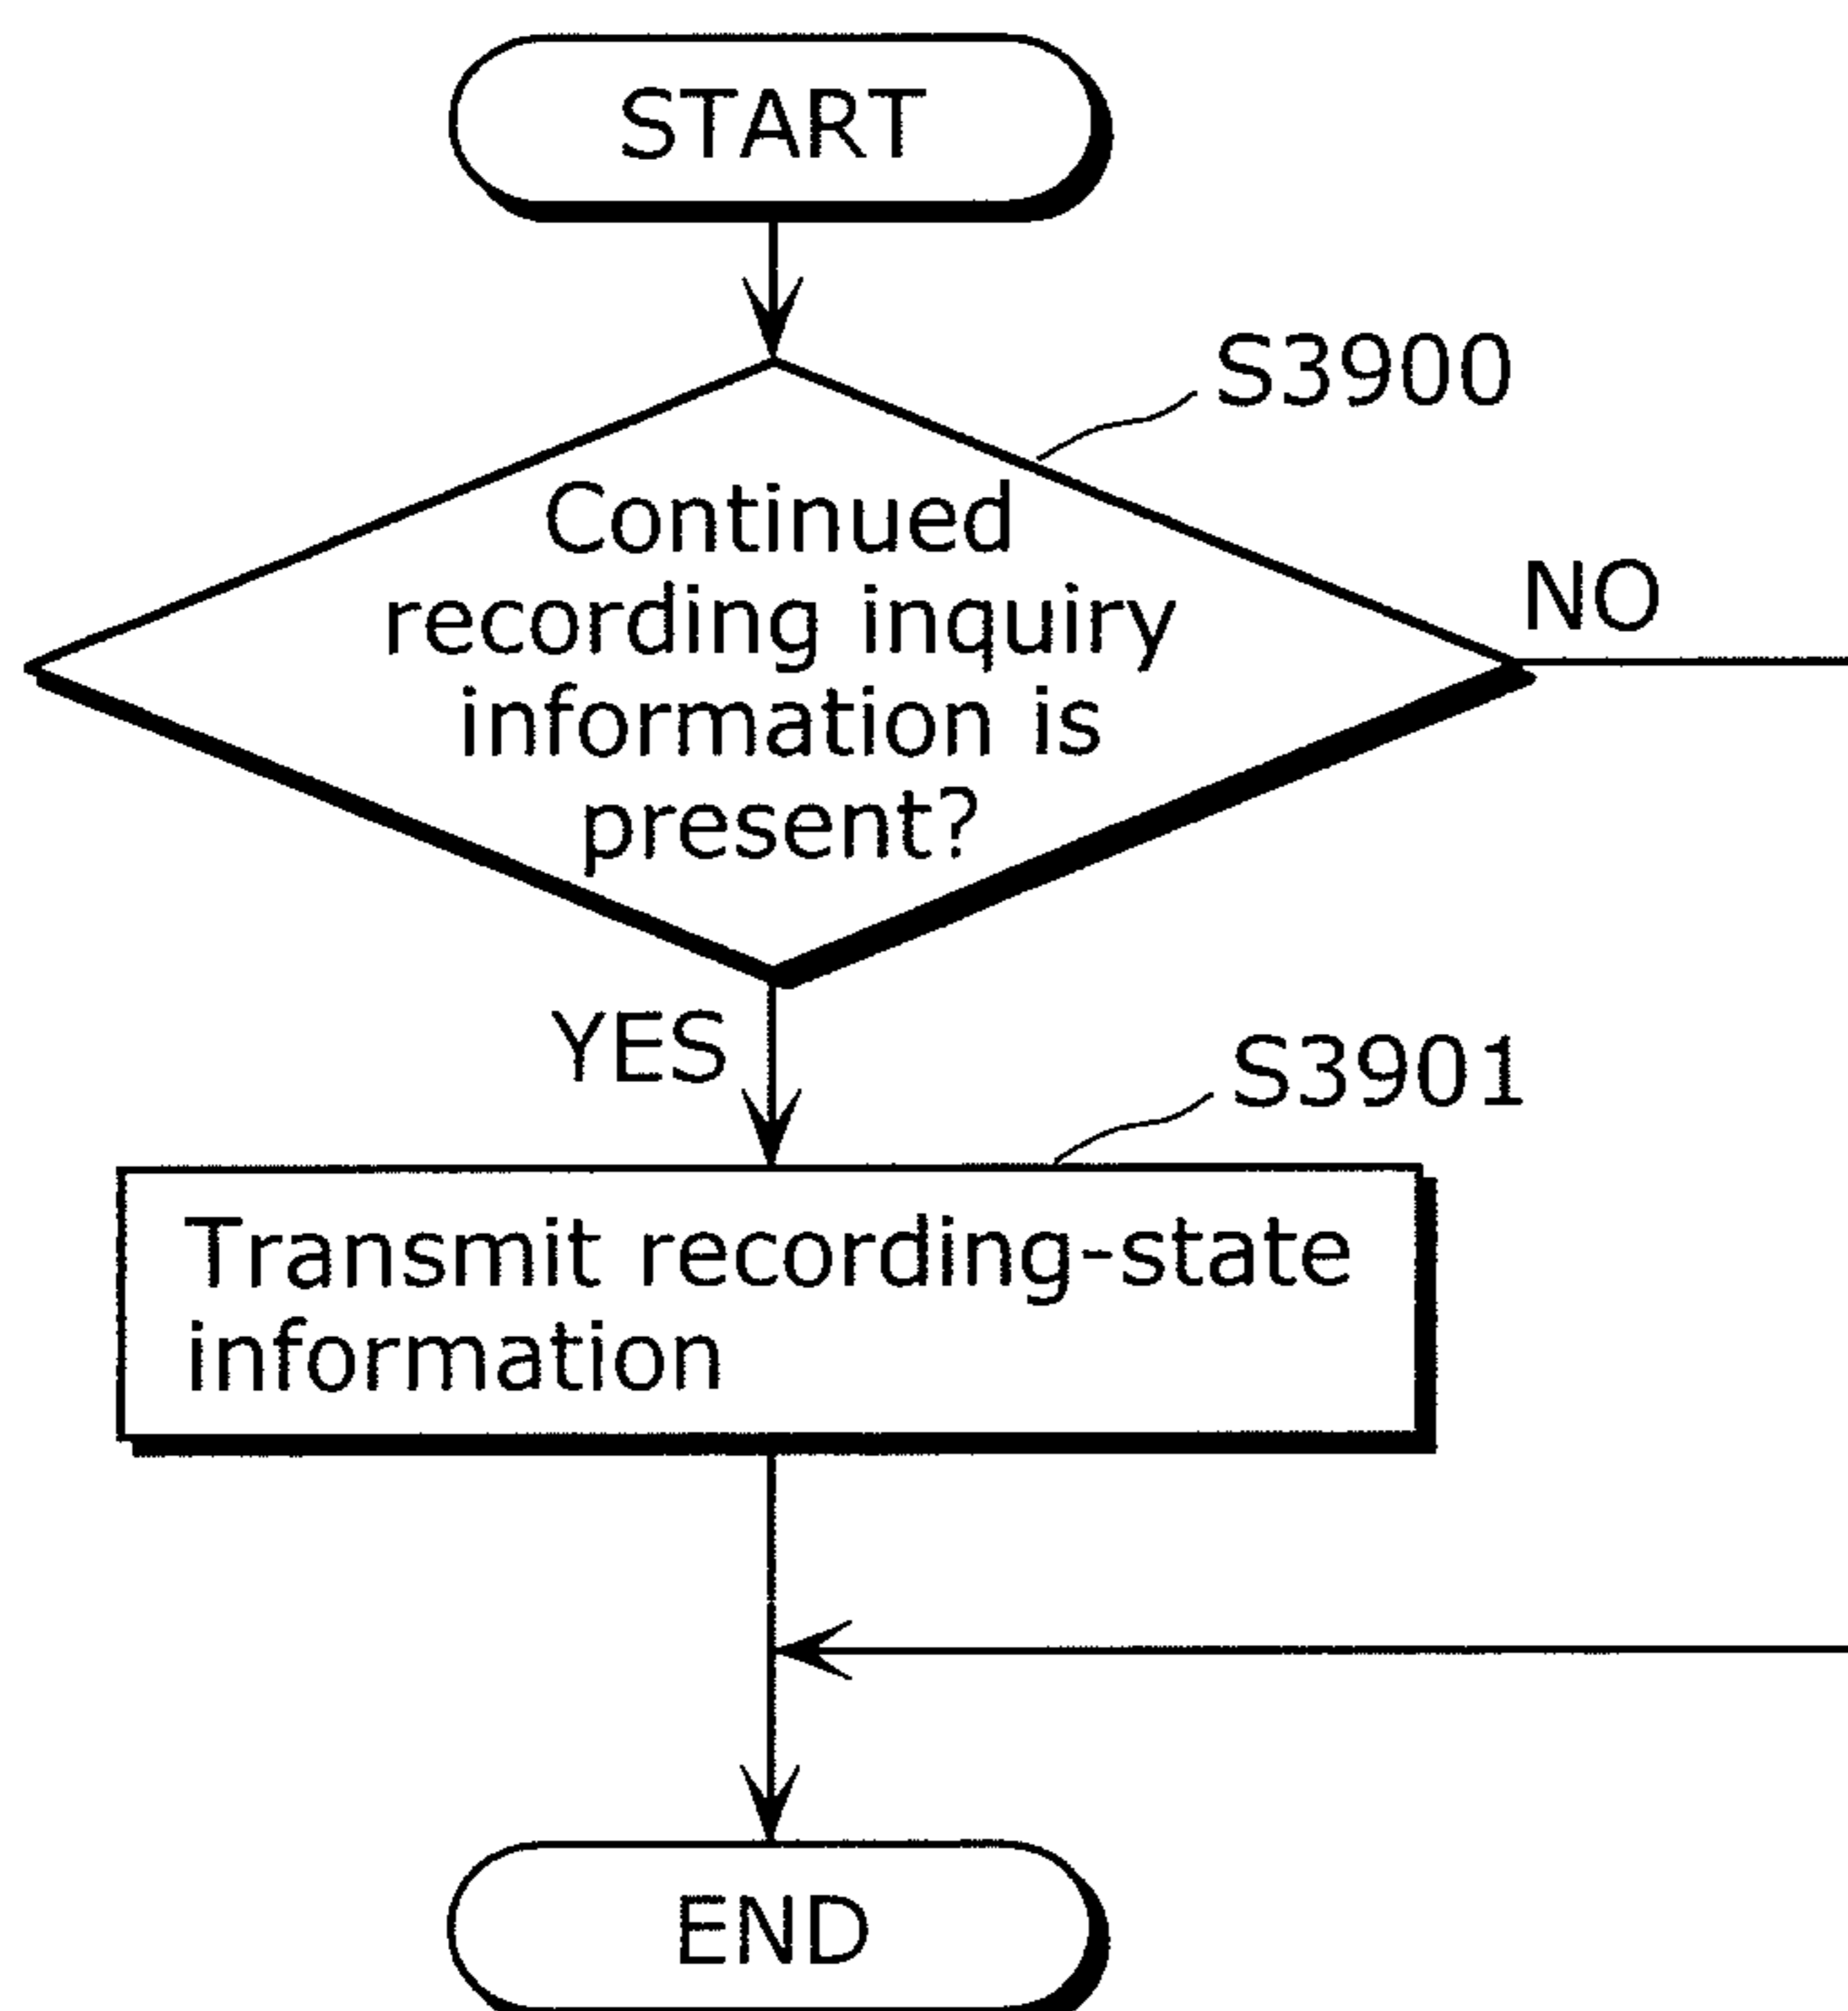 START
S3900
Continued
recording inquiry
information is
present?
NO
YES
S3901
Transmit recording-state
information
END